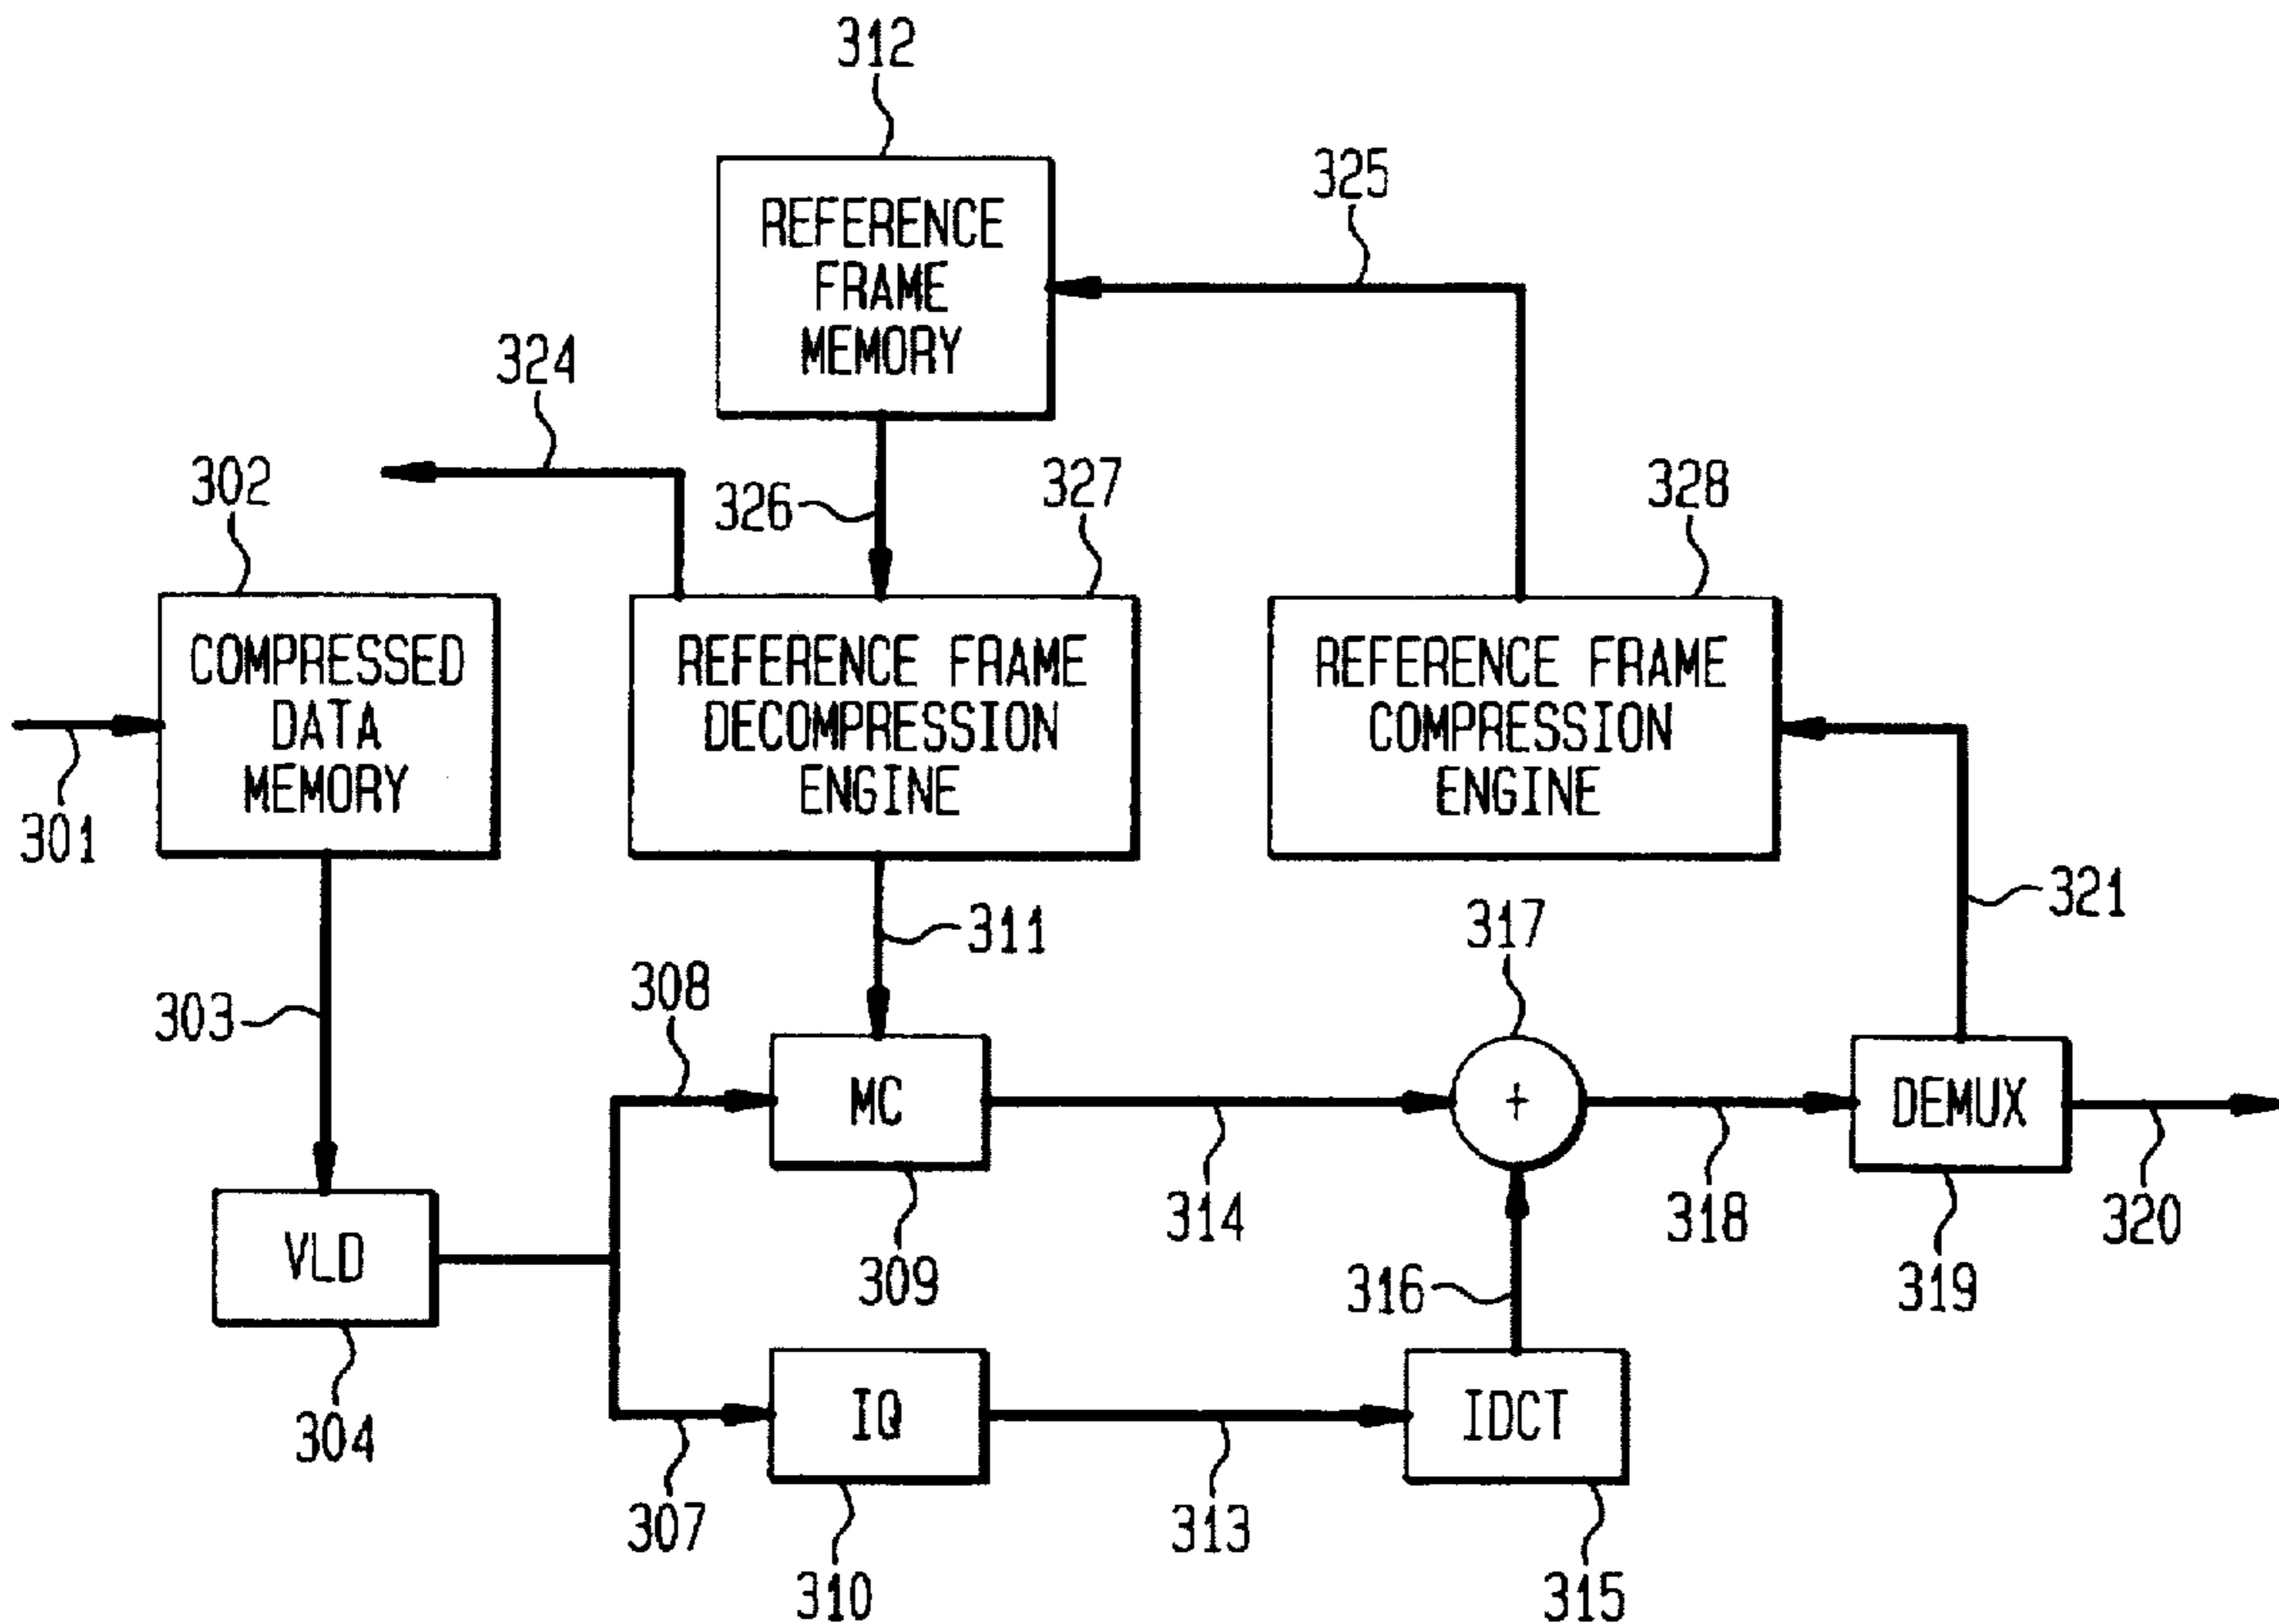 312
REFERENCE
FRAME
MEMORY
325
324
326
302
COMPRESSED
DATA
MEMORY
301
327
REFERENCE FRAME
DECOMPRESSION
ENGINE
328
REFERENCE FRAME
COMPRESSION
ENGINE
303
311
308
317
321
MC
309
314
+
318
DEMUX
319
320
VLD
304
316
307
IQ
310
313
IDCT
315